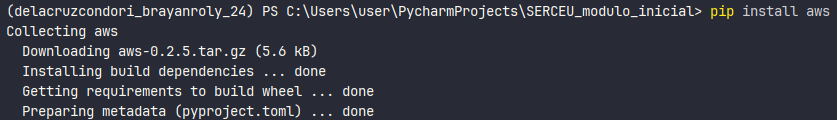 (delacruzcondori_brayanroly_24) PS C:\Users\user\PycharmProjects\SERCEU_modulo_inicial> pip install aws
Collecting aws
  Downloading aws-0.2.5.tar.gz (5.6 kB)
  Installing build dependencies ... done
  Getting requirements to build wheel ... done
  Preparing metadata (pyproject.toml) ... done